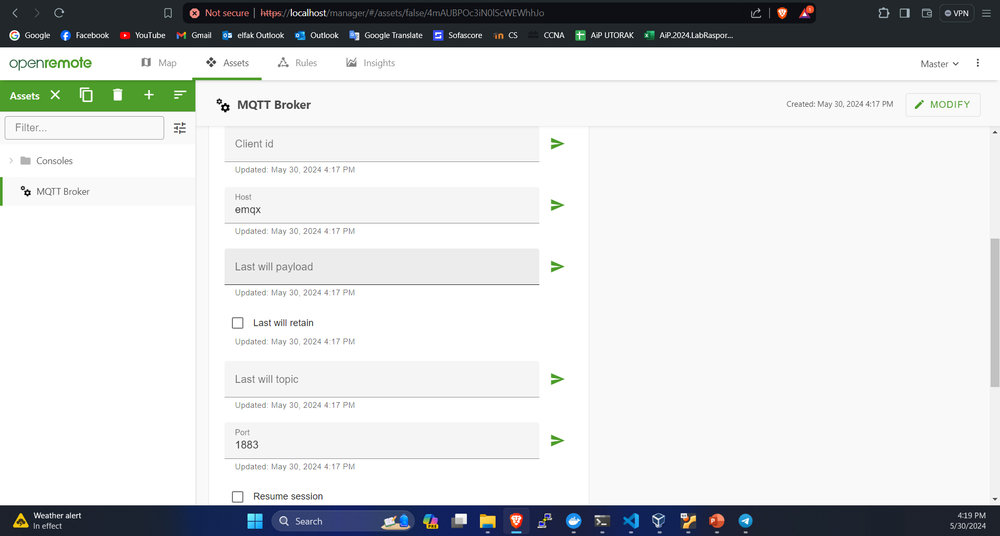 Not secure
https://localhost/manager/#/assets/false/4mAUBPOc3iN0lScWEWhhJo
1
VPN
Google
Facebook
YouTube
Gmail
elfak Outlook
Outlook
Google Translate
Sofascore
CS
CCNA
AiP UTORAK
AiP.2024.LabRaspor...
openremote
Map
Assets
Rules
Insights
Master
Assets
MQTT Broker
Created: May 30, 2024 4:17 PM
MODIFY
Filter...
Consoles
MQTT Broker
Client id
Updated: May 30, 2024 4:17 PM
Host
emqx
Updated: May 30, 2024 4:17 PM
Last will payload
Updated: May 30, 2024 4:17 PM
Last will retain
Updated: May 30, 2024 4:17 PM
Last will topic
Updated: May 30, 2024 4:17 PM
Port
1883
Updated: May 30, 2024 4:17 PM
Resume session
Weather alert
In effect
Search
PRE
64
4:19 PM
5/30/2024